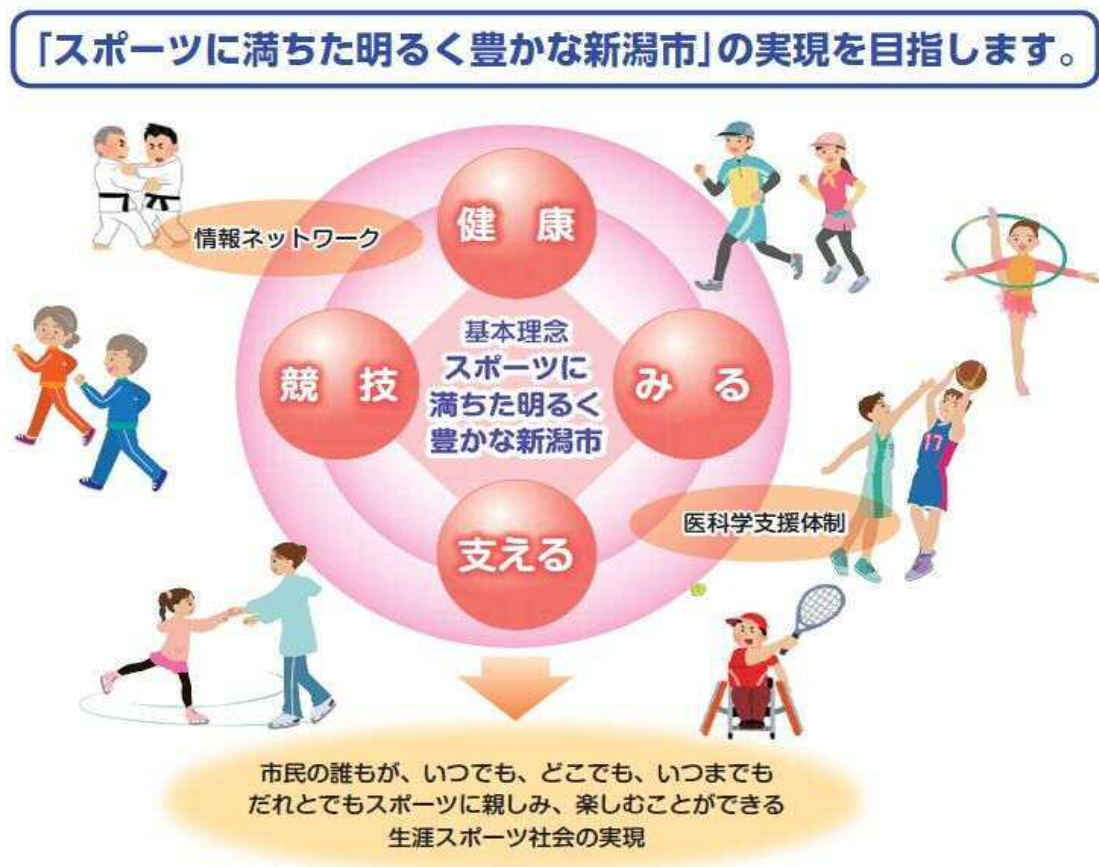 「スポーツに満ちた明るく豊かな新潟市」の実現を目指します。
情報ネットワーク
健 康
競 技
基本理念
スポーツに
満ちた明るく
豊かな新潟市
み る
支える
医科学支援体制
11
市民の誰もが、いつでも、どこでも、いつまでも
だれとでもスポーツに親しみ、楽しむことができる
生涯スポーツ社会の実現